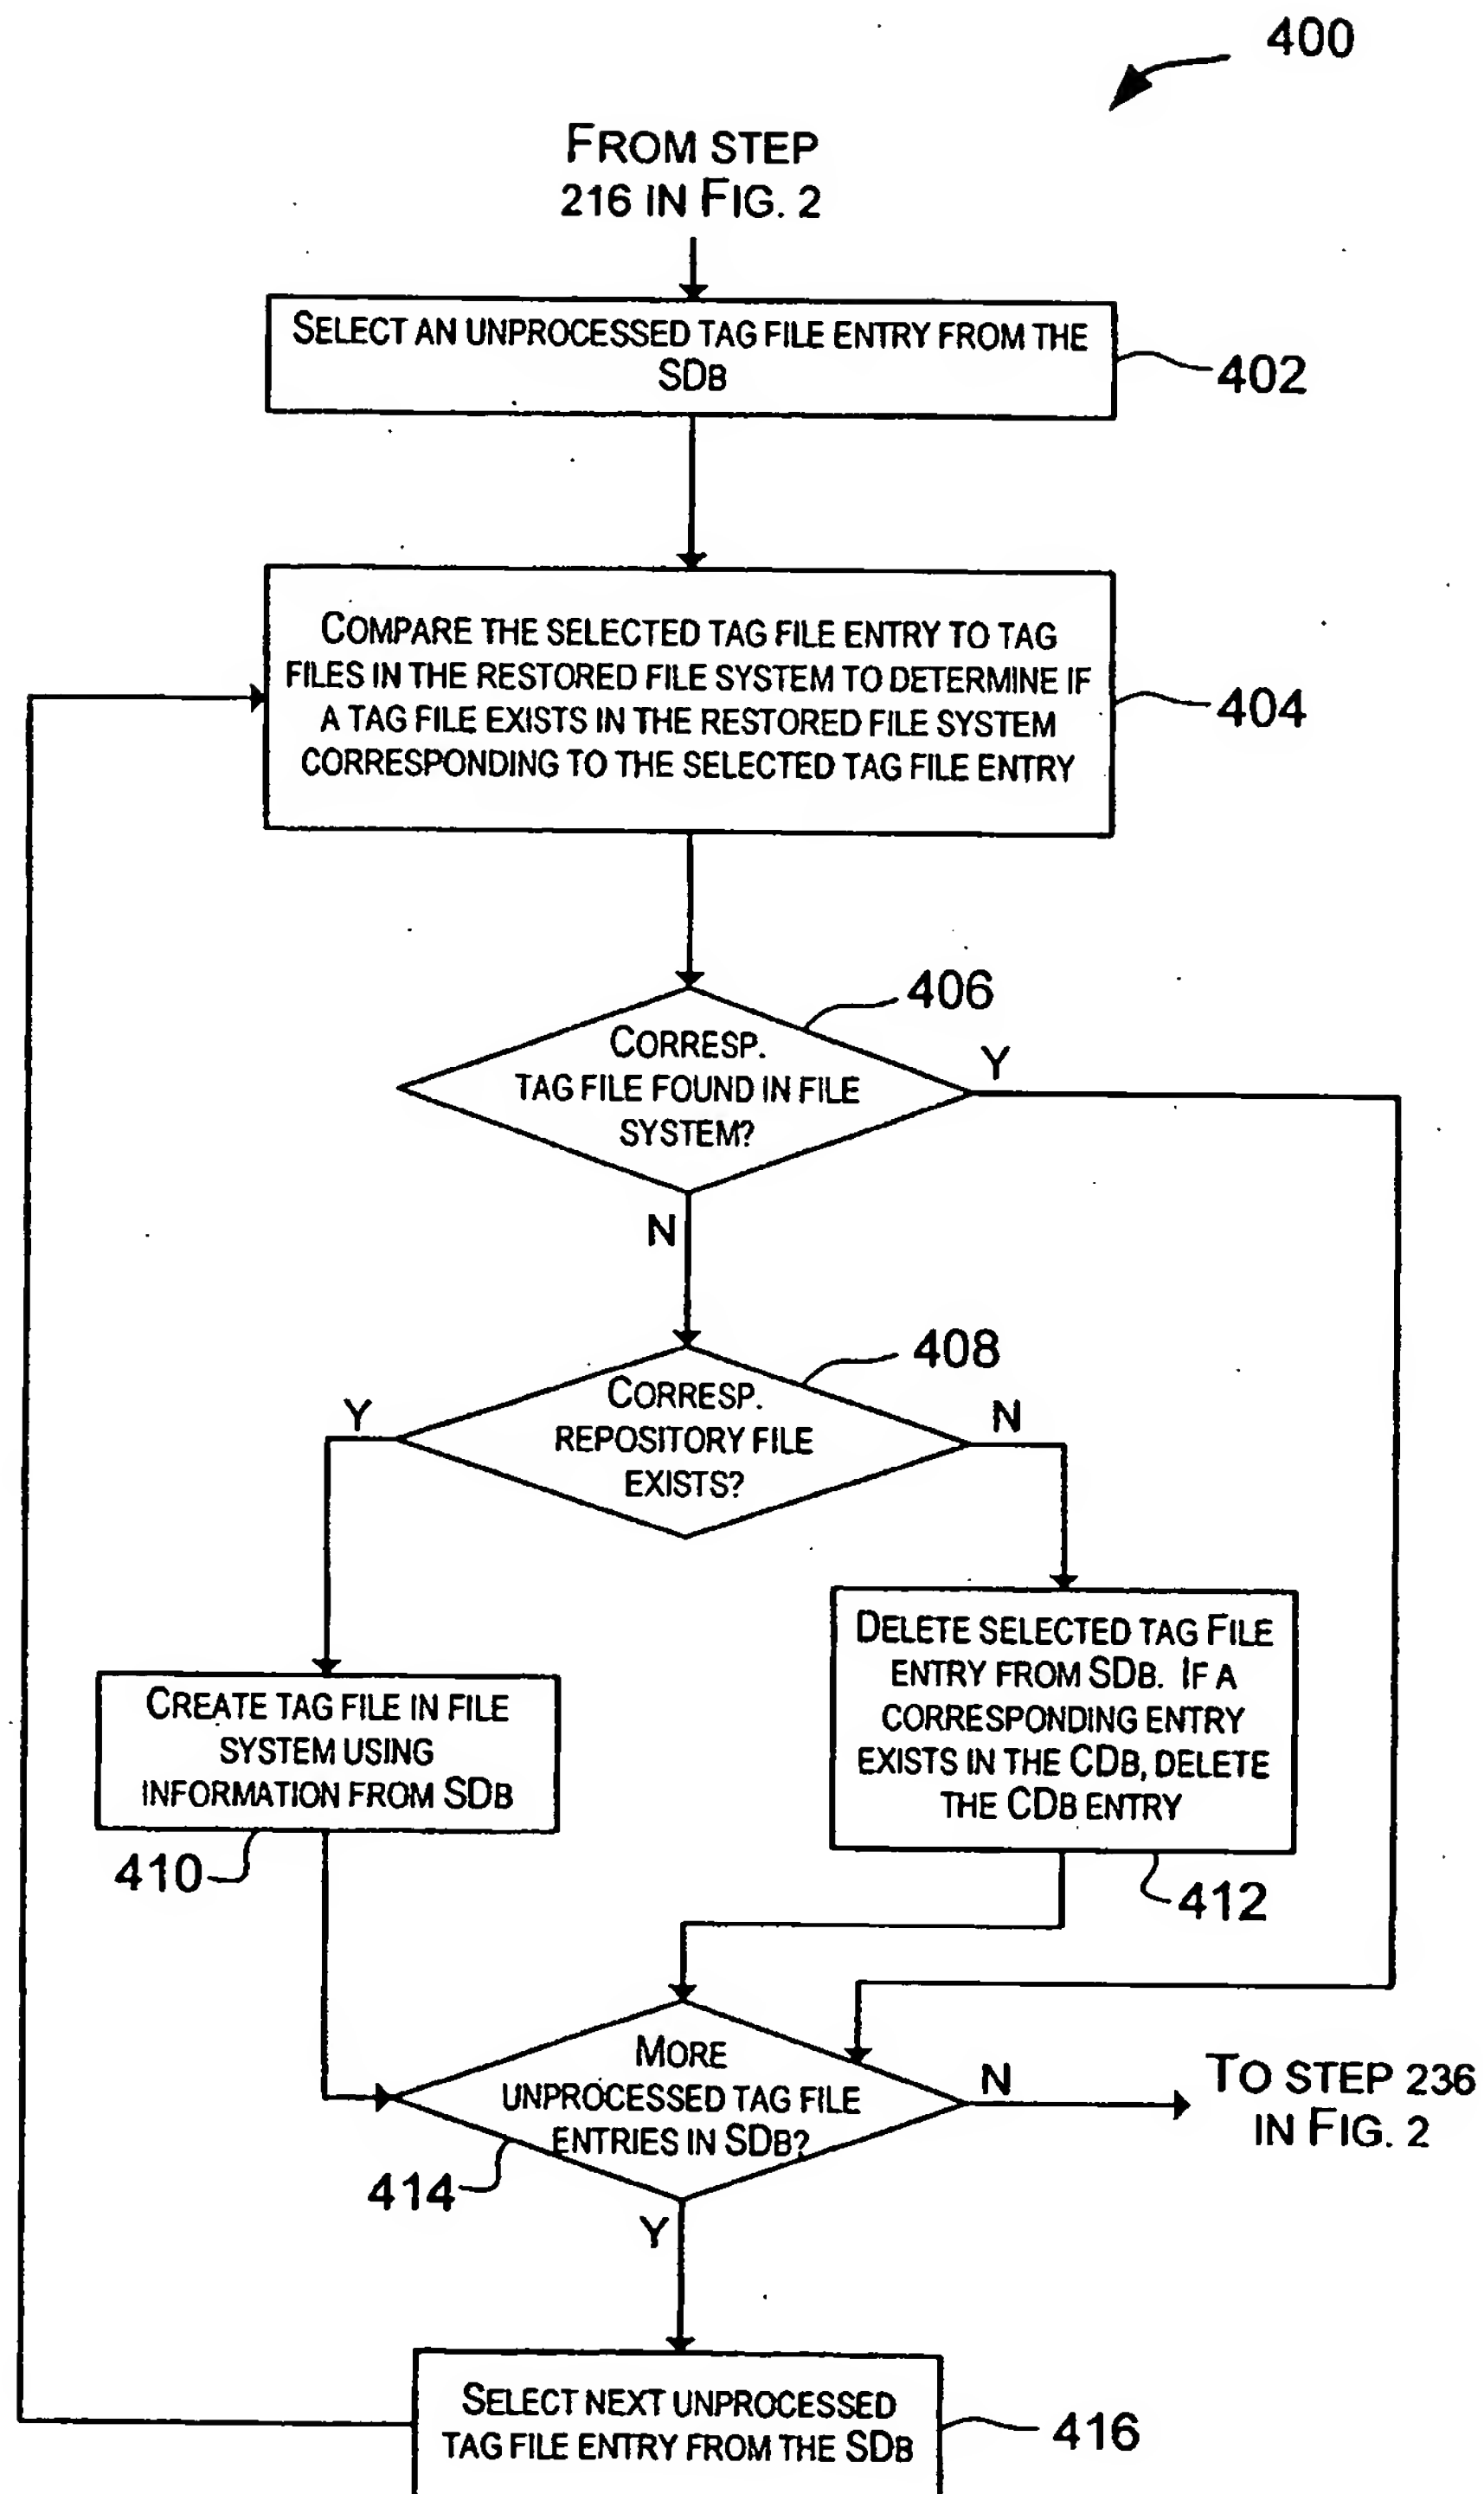 400
FROM STEP
216 IN FIG. 2
SELECT AN UNPROCESSED TAG FILE ENTRY FROM THE
SDB
402
COMPARE THE SELECTED TAG FILE ENTRY TO TAG
FILES IN THE RESTORED FILE SYSTEM TO DETERMINE IF
A TAG FILE EXISTS IN THE RESTORED FILE SYSTEM
CORRESPONDING TO THE SELECTED TAG FILE ENTRY
404
406
CORRESP.
TAG FILE FOUND IN FILE
SYSTEM?
Y
N
408
CORRESP.
REPOSITORY FILE
EXISTS?
Y
N
CREATE TAG FILE IN FILE
SYSTEM USING
INFORMATION FROM SDB
410
DELETE SELECTED TAG FILE
ENTRY FROM SDB. IF A
CORRESPONDING ENTRY
EXISTS IN THE CDB, DELETE
THE CDB ENTRY
412
MORE
UNPROCESSED TAG FILE
ENTRIES IN SDB?
414
N
TO STEP 236
IN FIG. 2
Y
SELECT NEXT UNPROCESSED
TAG FILE ENTRY FROM THE SDB
416